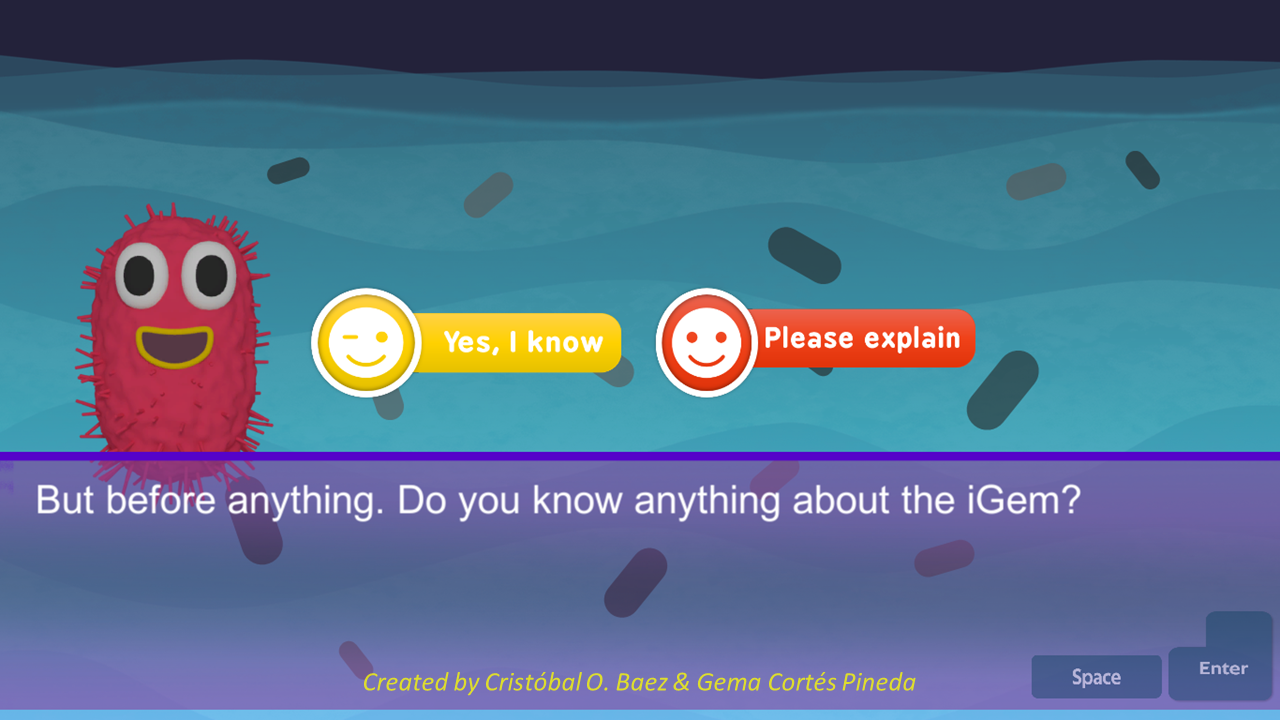 Yes, I know
Please explain
But before anything. Do you know anything about the iGem?
Created by Cristóbal O. Baez & Gema Cortés Pineda
Space
Enter